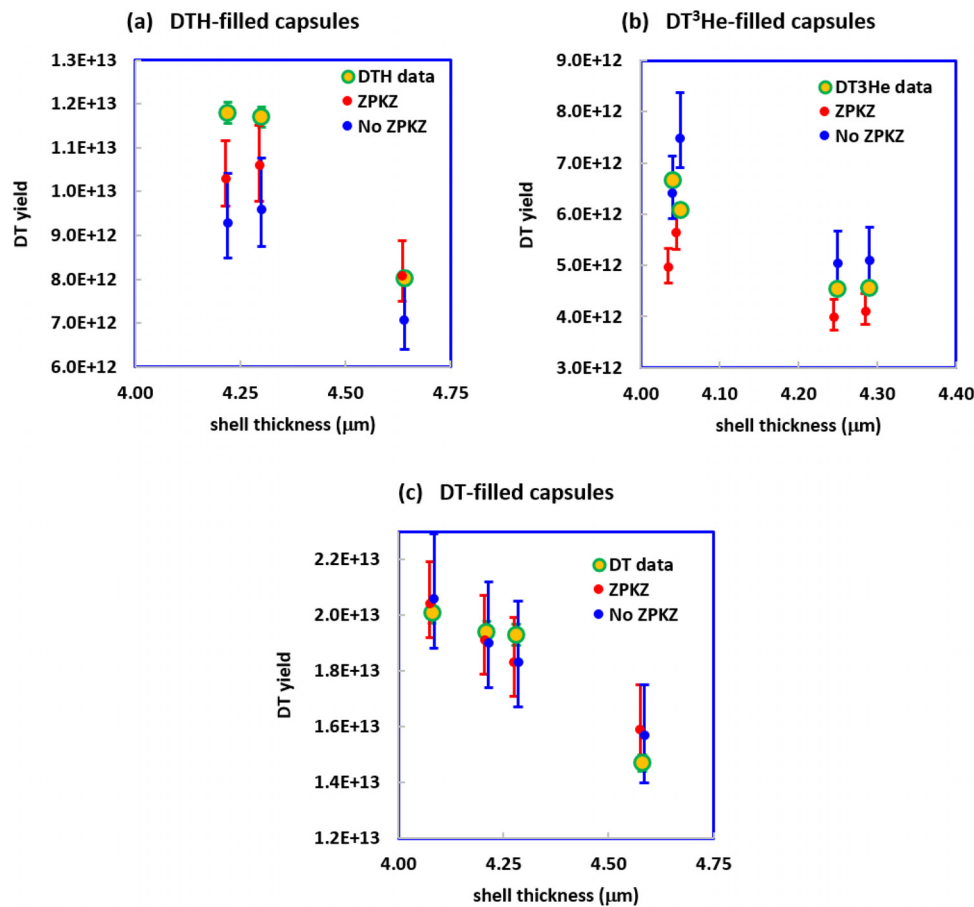 (a) DTH-filled capsules
1.3E+13
1.2E+13
1.1E+13
1.0E+13
9.0E+12
8.0E+12
7.0E+12
6.0E+12
DT yield
DTH data
ZPKZ
No ZPKZ
4.00 4.25 4.50 4.75
shell thickness (μm)
(b) DT³He-filled capsules
9.0E+12
8.0E+12
7.0E+12
6.0E+12
5.0E+12
4.0E+12
3.0E+12
DT yield
DT3He data
ZPKZ
No ZPKZ
4.00 4.10 4.20 4.30 4.40
shell thickness (μm)
(c) DT-filled capsules
2.2E+13
2.0E+13
1.8E+13
1.6E+13
1.4E+13
1.2E+13
DT yield
DT data
ZPKZ
No ZPKZ
4.00 4.25 4.50 4.75
shell thickness (μm)